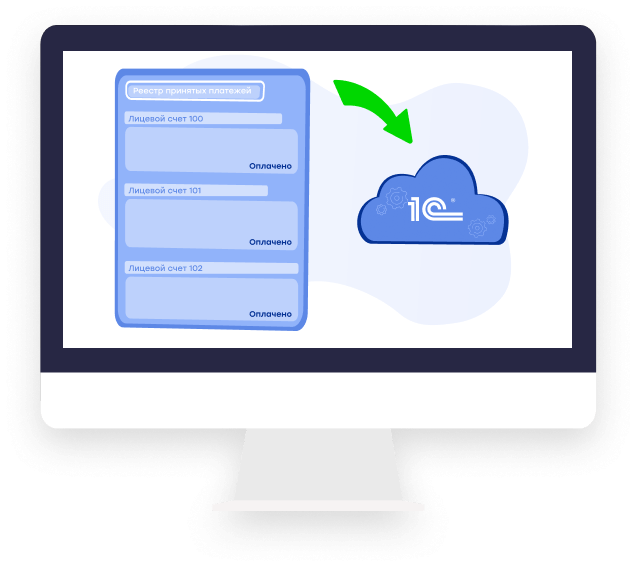 Реестр принятых платежей
Лицевой счет 100
Оплачено
Лицевой счет 101
Оплачено
Лицевой счет 102
Оплачено
1С